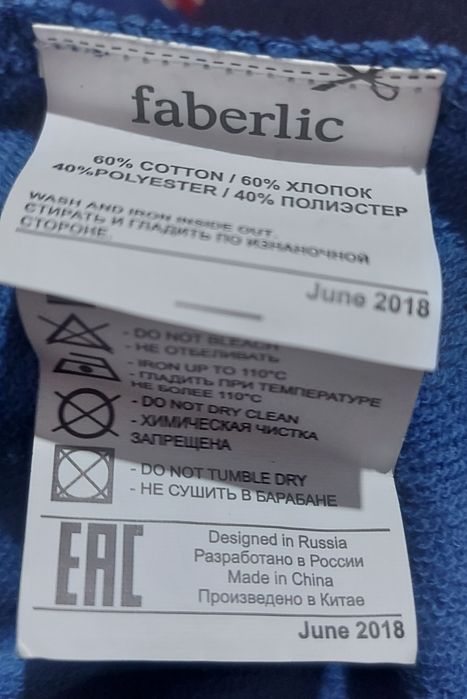 faberlic
60% COTTON / 60% ХЛОПОК
40%POLYESTER / 40% ПОЛИЭСТЕР
WASH AND IRON INSIDE OUT.
СТИРАТЬ И ГЛАДИТЬ ПО ИЗНАНОЧНОЙ
СТОРОНЕ.
June 2018
- DO NOT BLEACH
- НЕ ОТБЕЛИВАТЬ
- IRON UP TO 110°C
- ГЛАДИТЬ ПРИ ТЕМПЕРАТУРЕ
НЕ БОЛЕЕ 110°C
- DO NOT DRY CLEAN
- ХИМИЧЕСКАЯ ЧИСТКА
ЗАПРЕЩЕНА
- DO NOT TUMBLE DRY
- НЕ СУШИТЬ В БАРАБАНЕ
EAC
Designed in Russia
Разработано в России
Made in China
Произведено в Китае
June 2018